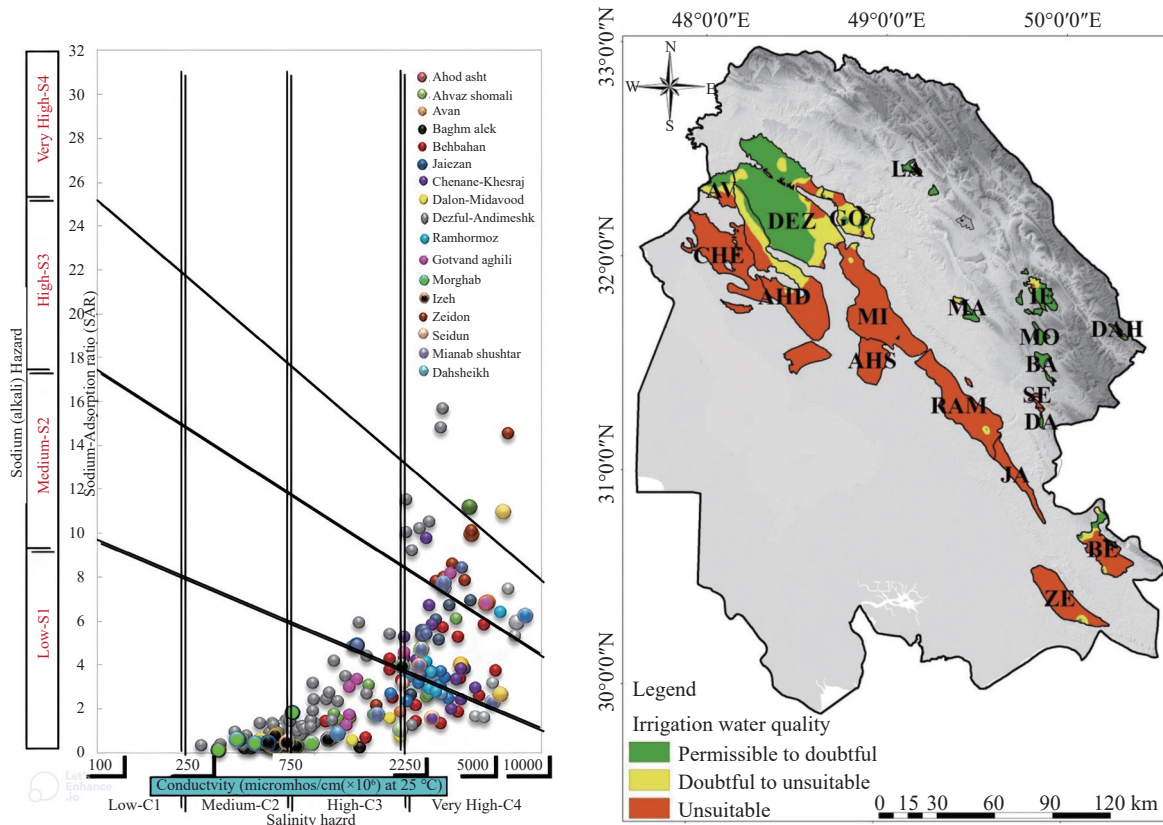 32
30
28
26
24
22
20
18
16
14
12
10
8
6
4
2
0
Very High-S4
High-S3
Medium-S2
Low-S1
Sodium (alkali) Hazard
Sodium-Adsorption ratio (SAR)
Ahod asht
Ahvaz shomali
Avan
Baghm alek
Behbahan
Jaiezan
Chenane-Khesraj
Dalon-Midavood
Dezful-Andimeshk
Ramhormoz
Gotvand aghili
Morghab
Izeh
Zeidon
Seidun
Mianab shushtar
Dahsheikh
100 250 750 2250 5000 10000
Conductvity (micromhos/cm(×10⁶) at 25 °C)
Low-C1 Medium-C2 High-C3 Very High-C4
Salinity hazrd
Let's
Enhance
.io
48°0′0″E 49°0′0″E 50°0′0″E
33°0′0″N
32°0′0″N
31°0′0″N
30°0′0″N
N
W E
S
LA
AV
DEZ
GO
CHE
AHD
MI
AHS
MA
IE
MO
DAH
BA
SE
DA
RAM
JA
BE
ZE
Legend
Irrigation water quality
Permissible to doubtful
Doubtful to unsuitable
Unsuitable
0 15 30 60 90 120 km